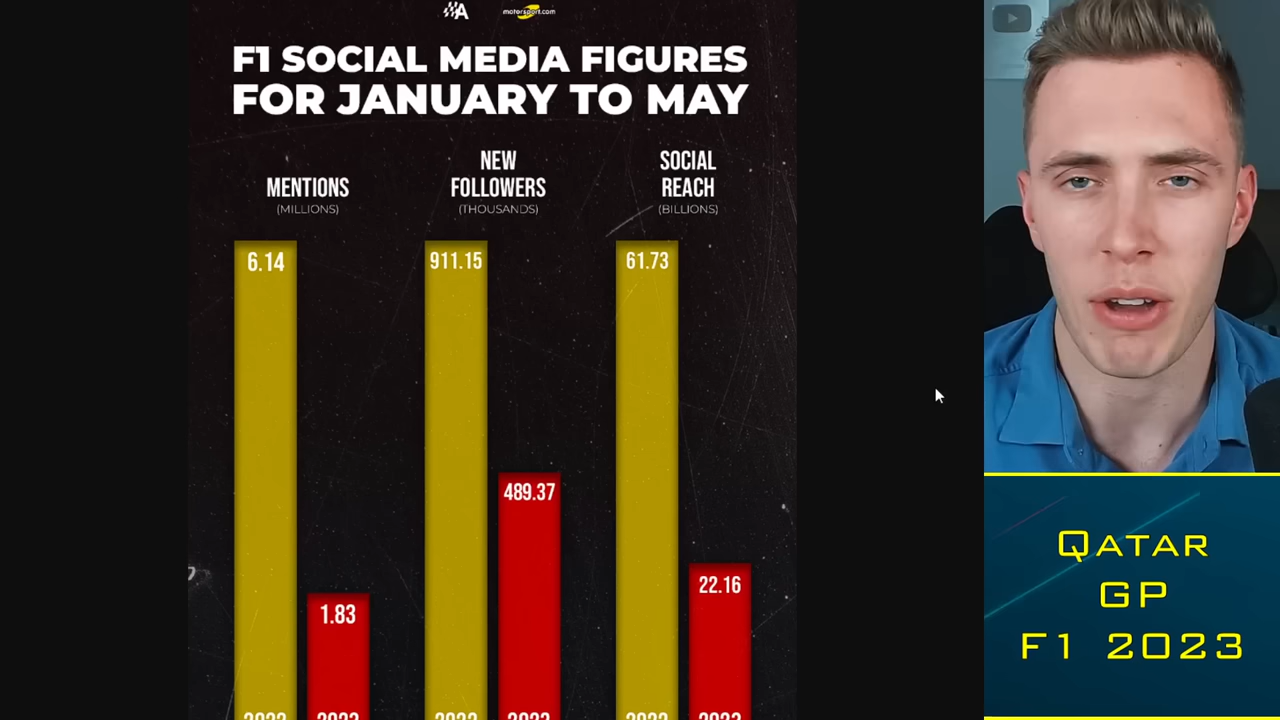 A
motorsport.com
F1 SOCIAL MEDIA FIGURES
FOR JANUARY TO MAY
MENTIONS
(MILLIONS)
NEW
FOLLOWERS
(THOUSANDS)
SOCIAL
REACH
(BILLIONS)
6.14
1.83
911.15
489.37
61.73
22.16
QATAR
GP
F1 2023